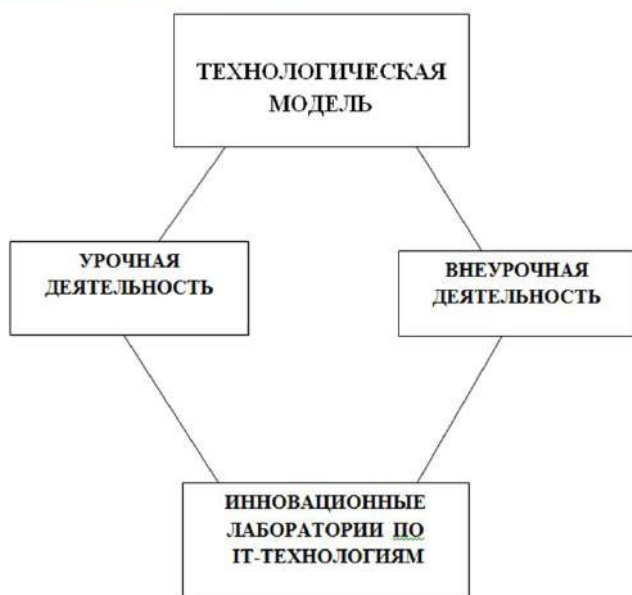 ТЕХНОЛОГИЧЕСКАЯ
МОДЕЛЬ
УРОЧНАЯ
ДЕЯТЕЛЬНОСТЬ
ВНЕУРОЧНАЯ
ДЕЯТЕЛЬНОСТЬ
ИННОВАЦИОННЫЕ
ЛАБОРАТОРИИ ПО
IT-ТЕХНОЛОГИЯМ